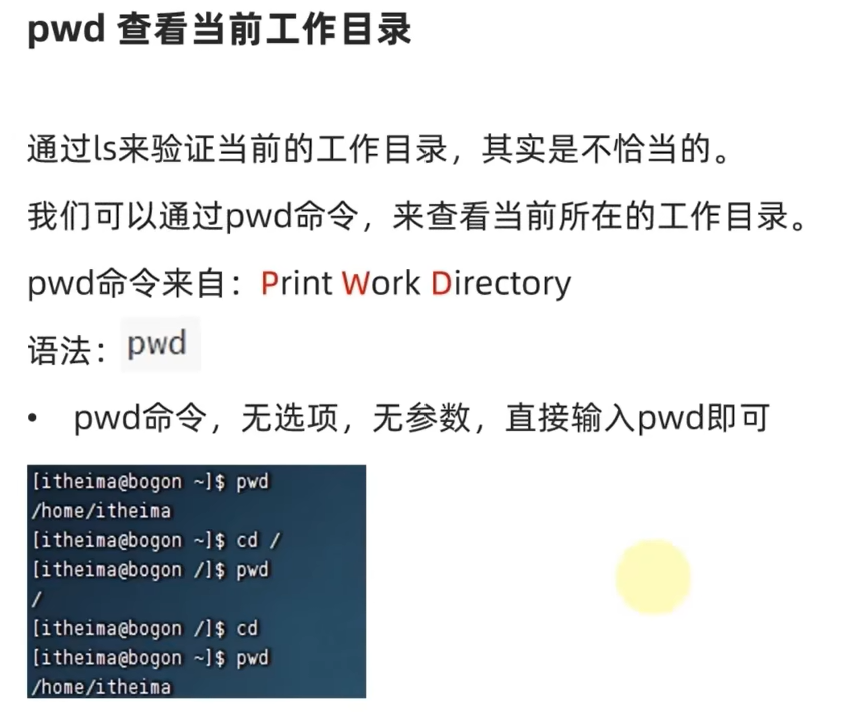 pwd 查看当前工作目录
通过ls来验证当前的工作目录，其实是不恰当的。
我们可以通过pwd命令，来查看当前所在的工作目录。
pwd命令来自：Print Work Directory
语法：pwd
• pwd命令，无选项，无参数，直接输入pwd即可
[itheima@bogon ~]$ pwd
/home/itheima
[itheima@bogon ~]$ cd /
[itheima@bogon /]$ pwd
/
[itheima@bogon /]$ cd
[itheima@bogon ~]$ pwd
/home/itheima